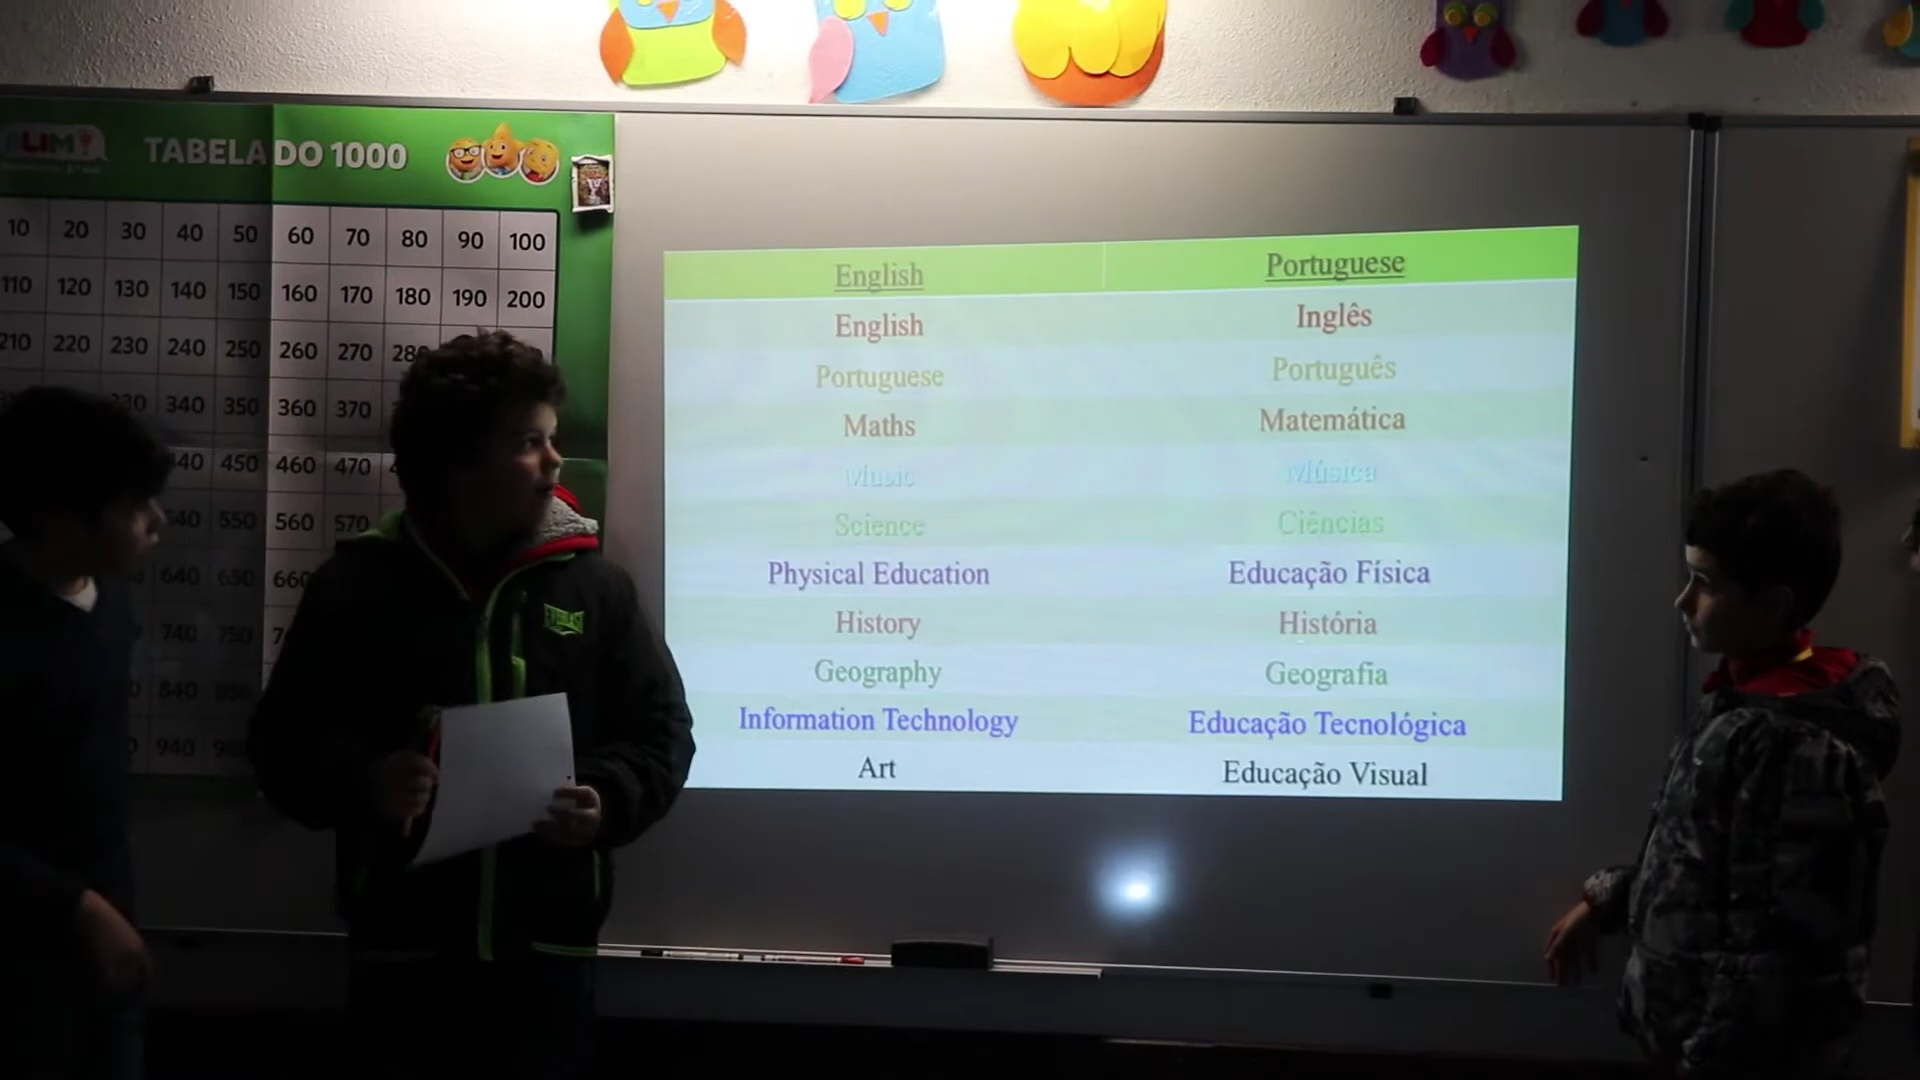 TABELA DO 1000
10 20 30 40 50 60 70 80 90 100
110 120 130 140 150 160 170 180 190 200
210 220 230 240 250 260 270
340 350 360 370
450 460 470
550 560 570
640 650 660
740 750
840 850
940
EVERLAST
English Portuguese
English Inglês
Portuguese Português
Maths Matemática
Music Música
Science Ciências
Physical Education Educação Física
History História
Geography Geografia
Information Technology Educação Tecnológica
Art Educação Visual